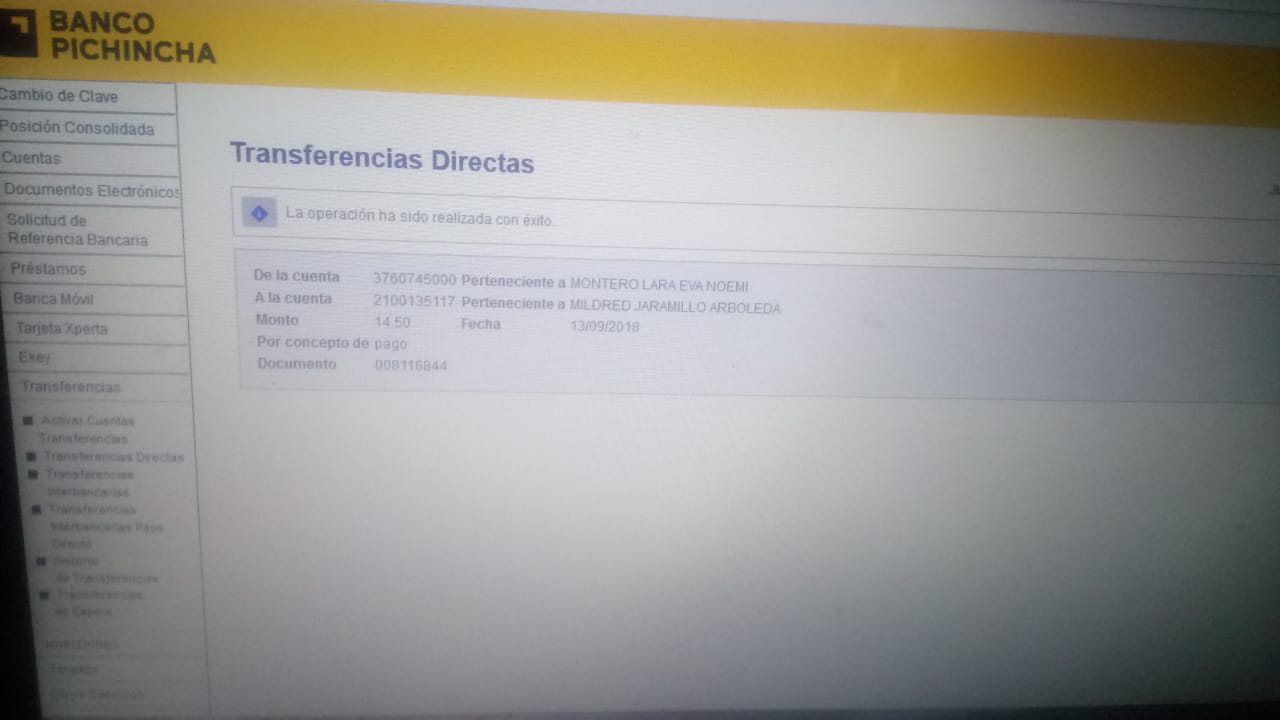 BANCO
PICHINCHA
Cambio de Clave
Posición Consolidada
Cuentas
Documentos Electrónicos
Solicitud de
Referencia Bancaria
Préstamos
Banca Móvil
Tarjeta Xperta
Ekey
Transferencias
Activar Cuentas
Transferencias
Transferencias Directas
Transferencias
Interbancarias
Transferencias
Interbancarias Pago
Directo
Historial
de Transferencias
Transferencias
en Espera
Inversiones
Transferencias Directas
La operación ha sido realizada con éxito.
De la cuenta 3760745000 Perteneciente a MONTERO LARA EVA NOEMI
A la cuenta 2100135117 Perteneciente a MILDRED JARAMILLO ARBOLEDA
Monto 14.50 Fecha 13/09/2018
Por concepto de pago
Documento 008116844